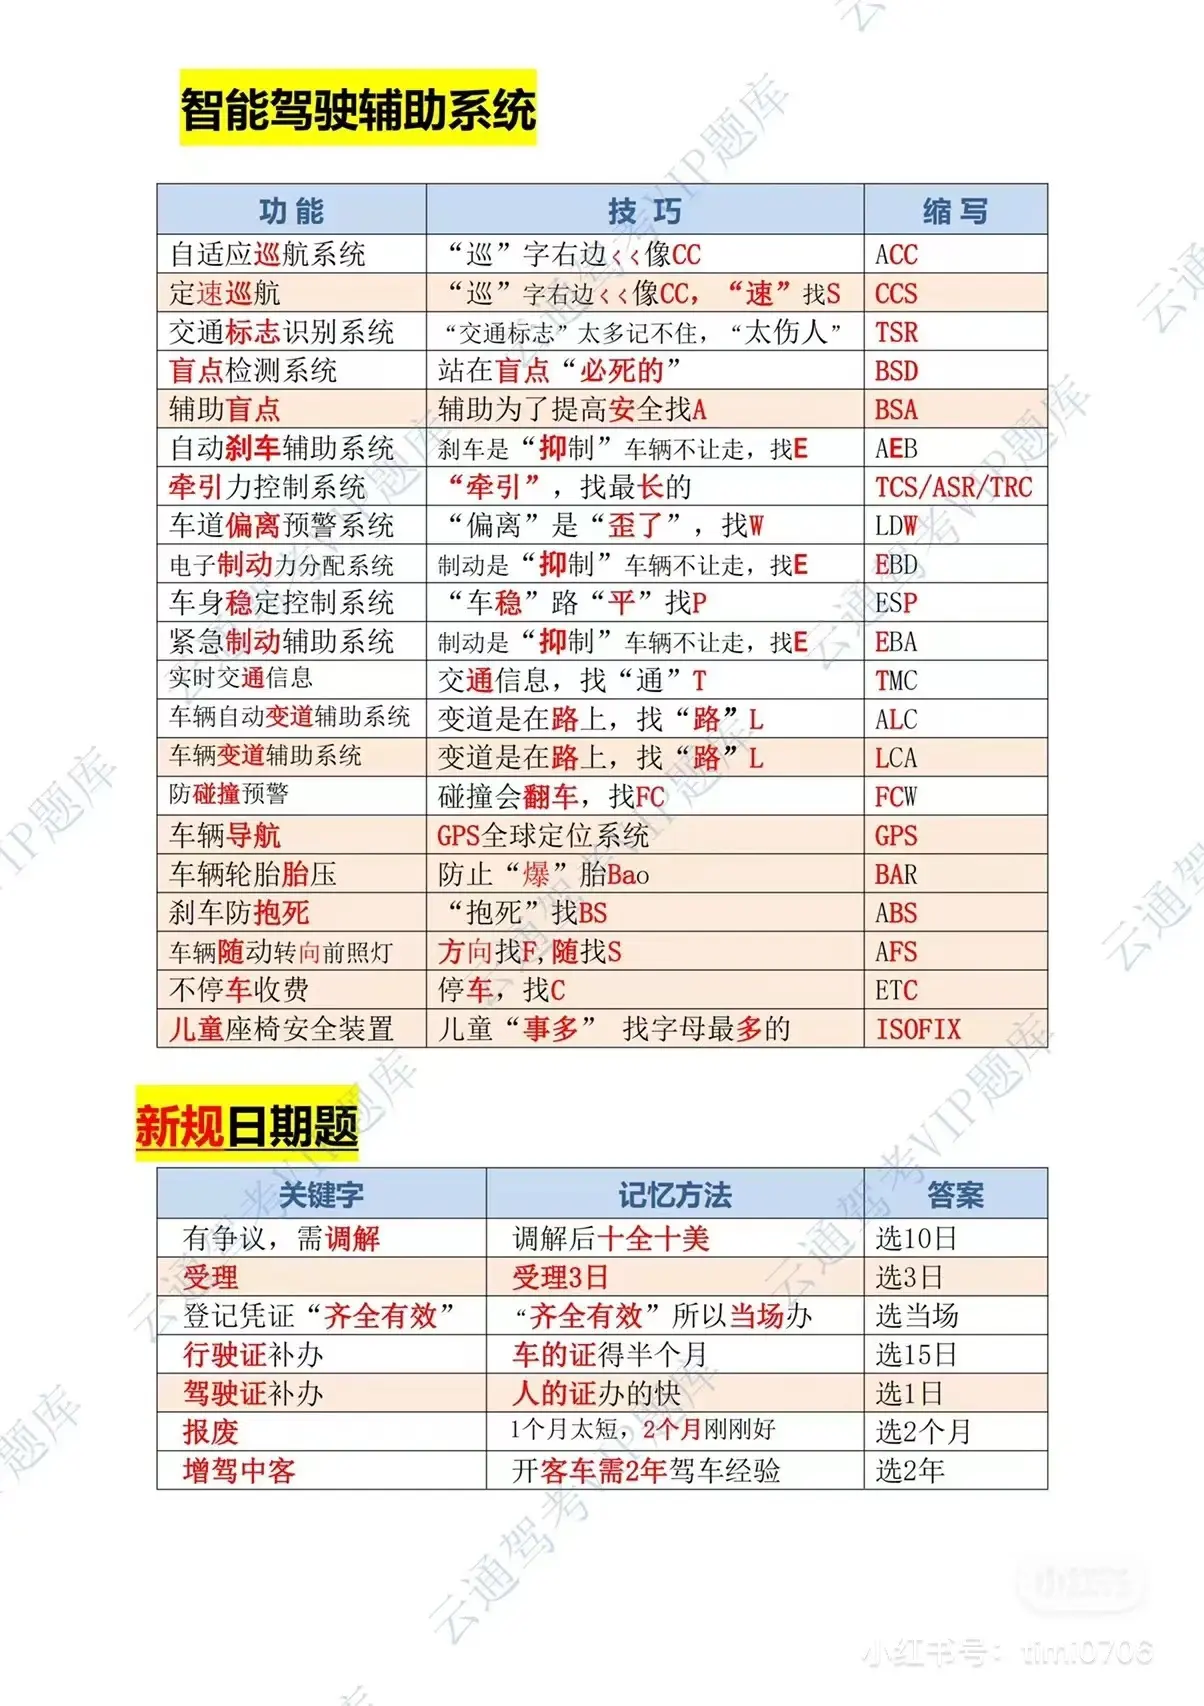 智能驾驶辅助系统
功 能 技 巧 缩 写
自适应巡航系统 “巡”字右边巜像CC ACC
定速巡航 “巡”字右边巜像CC，“速”找S CCS
交通标志识别系统 “交通标志”太多记不住，“太伤人” TSR
盲点检测系统 站在盲点“必死的” BSD
辅助盲点 辅助为了提高安全找A BSA
自动刹车辅助系统 刹车是“抑制”车辆不让走，找E AEB
牵引力控制系统 “牵引”，找最长的 TCS/ASR/TRC
车道偏离预警系统 “偏离”是“歪了”，找W LDW
电子制动力分配系统 制动是“抑制”车辆不让走，找E EBD
车身稳定控制系统 “车稳”路“平”找P ESP
紧急制动辅助系统 制动是“抑制”车辆不让走，找E EBA
实时交通信息 交通信息，找“通”T TMC
车辆自动变道辅助系统 变道是在路上，找“路”L ALC
车辆变道辅助系统 变道是在路上，找“路”L LCA
防碰撞预警 碰撞会翻车，找FC FCW
车辆导航 GPS全球定位系统 GPS
车辆轮胎胎压 防止“爆”胎Bao BAR
刹车防抱死 “抱死”找BS ABS
车辆随动转向前照灯 方向找F,随找S AFS
不停车收费 停车，找C ETC
儿童座椅安全装置 儿童“事多” 找字母最多的 ISOFIX
新规日期题
关键字 记忆方法 答案
有争议，需调解 调解后十全十美 选10日
受理 受理3日 选3日
登记凭证“齐全有效” “齐全有效”所以当场办 选当场
行驶证补办 车的证得半个月 选15日
驾驶证补办 人的证办的快 选1日
报废 1个月太短，2个月刚刚好 选2个月
增驾中客 开客车需2年驾车经验 选2年
云通驾考VIP题库
小红书
小红书号：timi0706